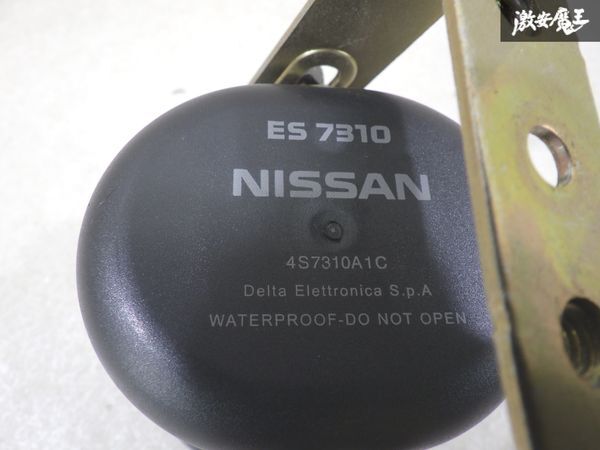 激安魔王
ES 7310
NISSAN
4S7310A1C
Delta Elettronica S.p.A
WATERPROOF-DO NOT OPEN